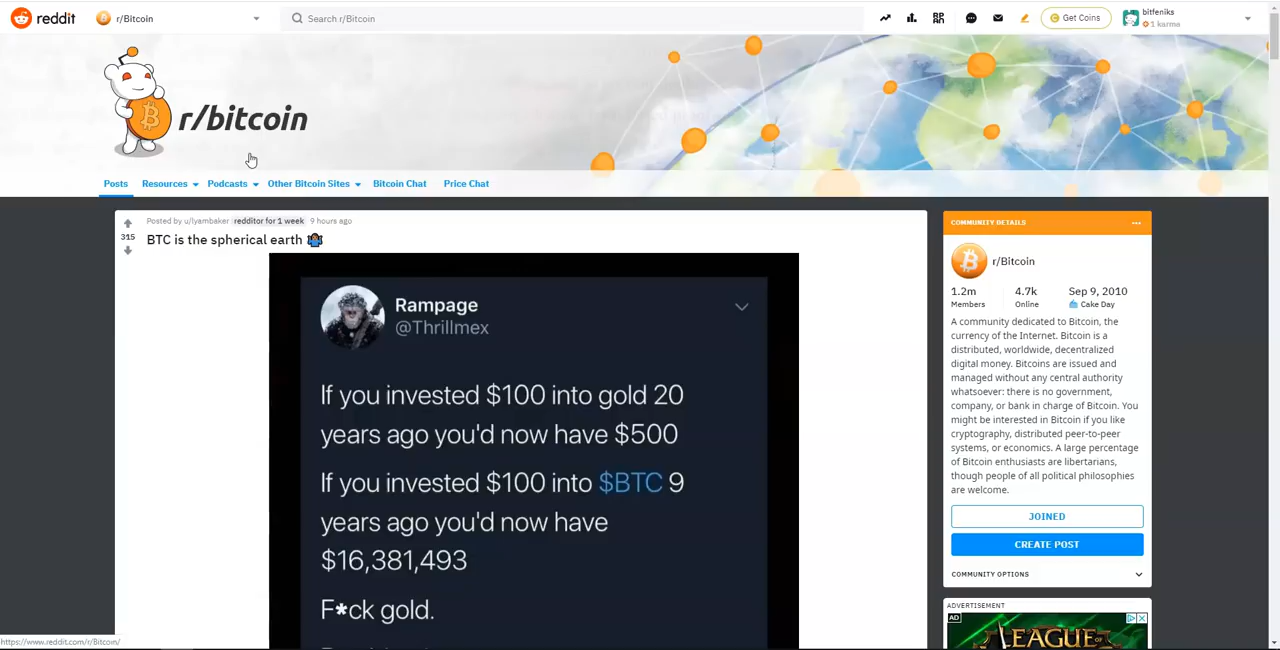 reddit
r/Bitcoin
Search r/Bitcoin
Get Coins
bitfeniks
1 karma
r/bitcoin
Posts
Resources
Podcasts
Other Bitcoin Sites
Bitcoin Chat
Price Chat
315
Posted by u/lyambaker redditor for 1 week 9 hours ago
BTC is the spherical earth
Rampage
@Thrillmex
If you invested $100 into gold 20
years ago you'd now have $500
If you invested $100 into $BTC 9
years ago you'd now have
$16,381,493
F*ck gold.
COMMUNITY DETAILS
r/Bitcoin
1.2m
Members
4.7k
Online
Sep 9, 2010
Cake Day
A community dedicated to Bitcoin, the
currency of the Internet. Bitcoin is a
distributed, worldwide, decentralized
digital money. Bitcoins are issued and
managed without any central authority
whatsoever: there is no government,
company, or bank in charge of Bitcoin. You
might be interested in Bitcoin if you like
cryptography, distributed peer-to-peer
systems, or economics. A large percentage
of Bitcoin enthusiasts are libertarians,
though people of all political philosophies
are welcome.
JOINED
CREATE POST
COMMUNITY OPTIONS
ADVERTISEMENT
AD
LEAGUE OF
https://www.reddit.com/r/Bitcoin/